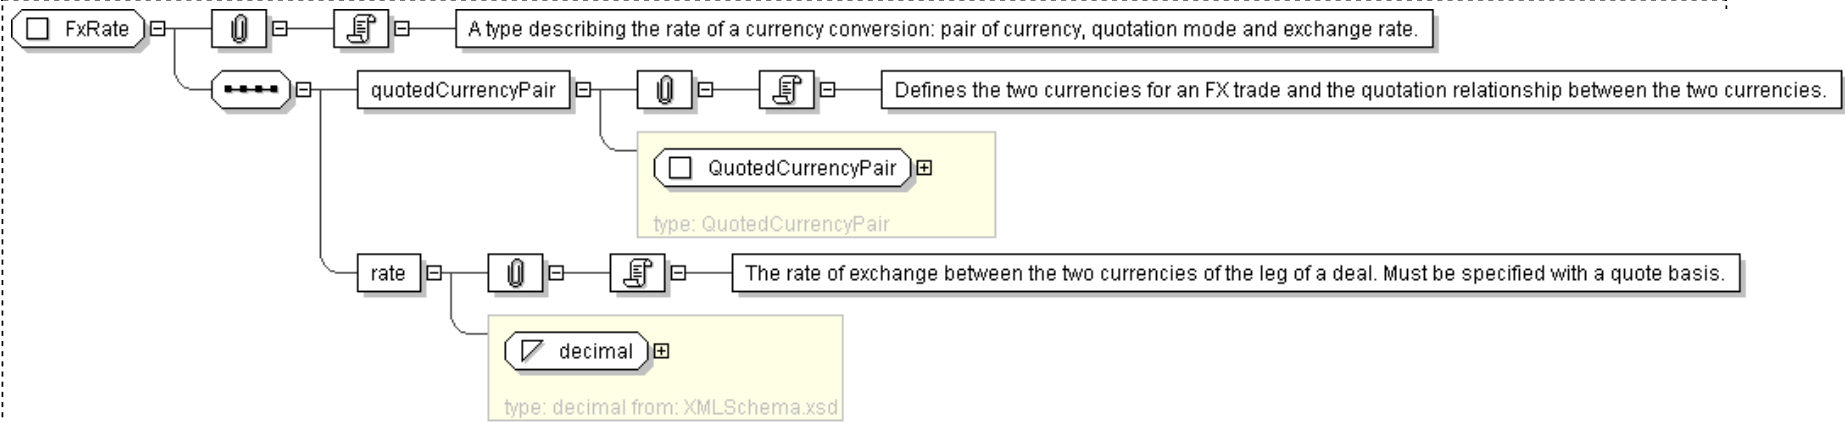 FxRate
A type describing the rate of a currency conversion: pair of currency, quotation mode and exchange rate.
quotedCurrencyPair
Defines the two currencies for an FX trade and the quotation relationship between the two currencies.
QuotedCurrencyPair
type: QuotedCurrencyPair
rate
The rate of exchange between the two currencies of the leg of a deal. Must be specified with a quote basis.
decimal
type: decimal from: XMLSchema.xsd